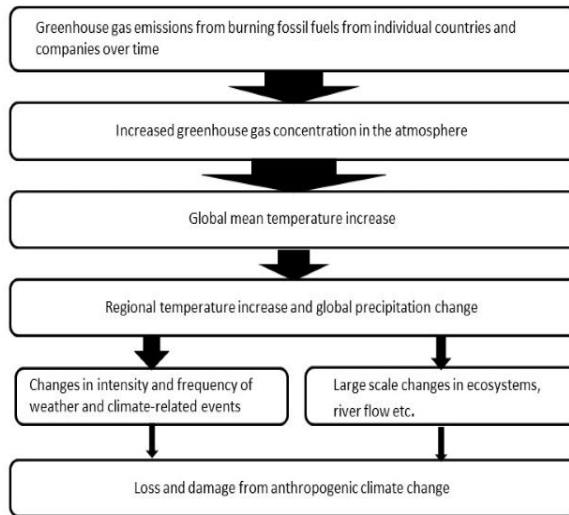 Greenhouse gas emissions from burning fossil fuels from individual countries and
companies over time
Increased greenhouse gas concentration in the atmosphere
Global mean temperature increase
Regional temperature increase and global precipitation change
Changes in intensity and frequency of
weather and climate-related events
Large scale changes in ecosystems,
river flow etc.
Loss and damage from anthropogenic climate change